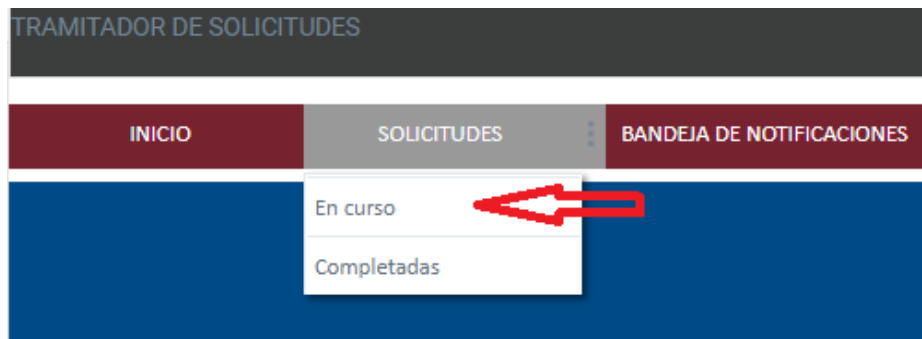 TRAMITADOR DE SOLICITUDES
INICIO SOLICITUDES BANDEJA DE NOTIFICACIONES
En curso
Completadas